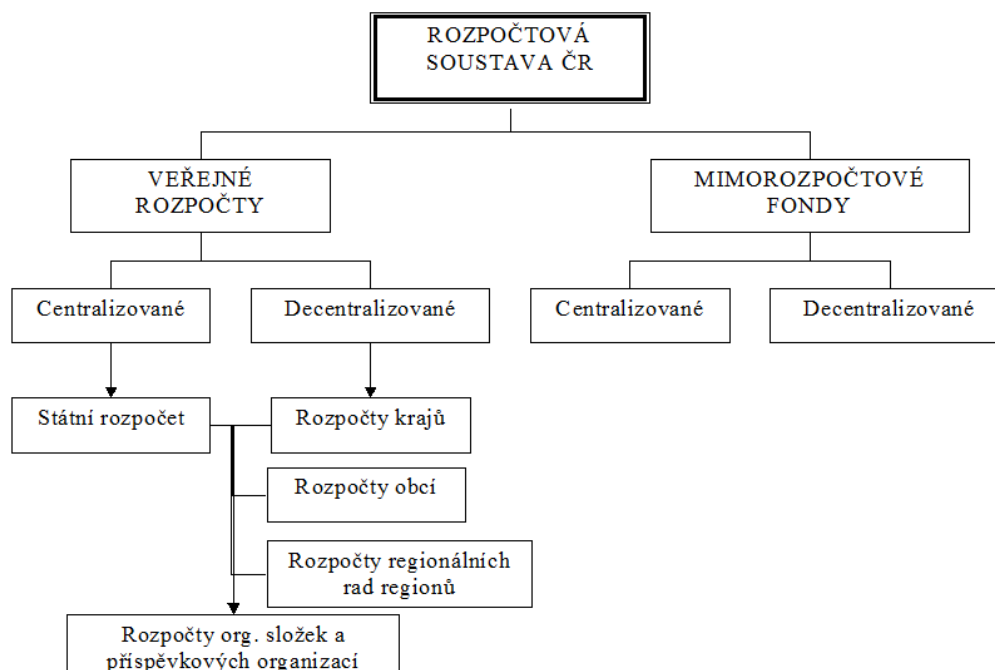 ROZPOČTOVÁ
SOUSTAVA ČR
VEŘEJNÉ
ROZPOČTY
MIMOROZPOČTOVÉ
FONDY
Centralizované
Decentralizované
Centralizované
Decentralizované
Státní rozpočet
Rozpočty krajů
Rozpočty obcí
Rozpočty regionálních
rad regionů
Rozpočty org. složek a
příspěvkových organizací